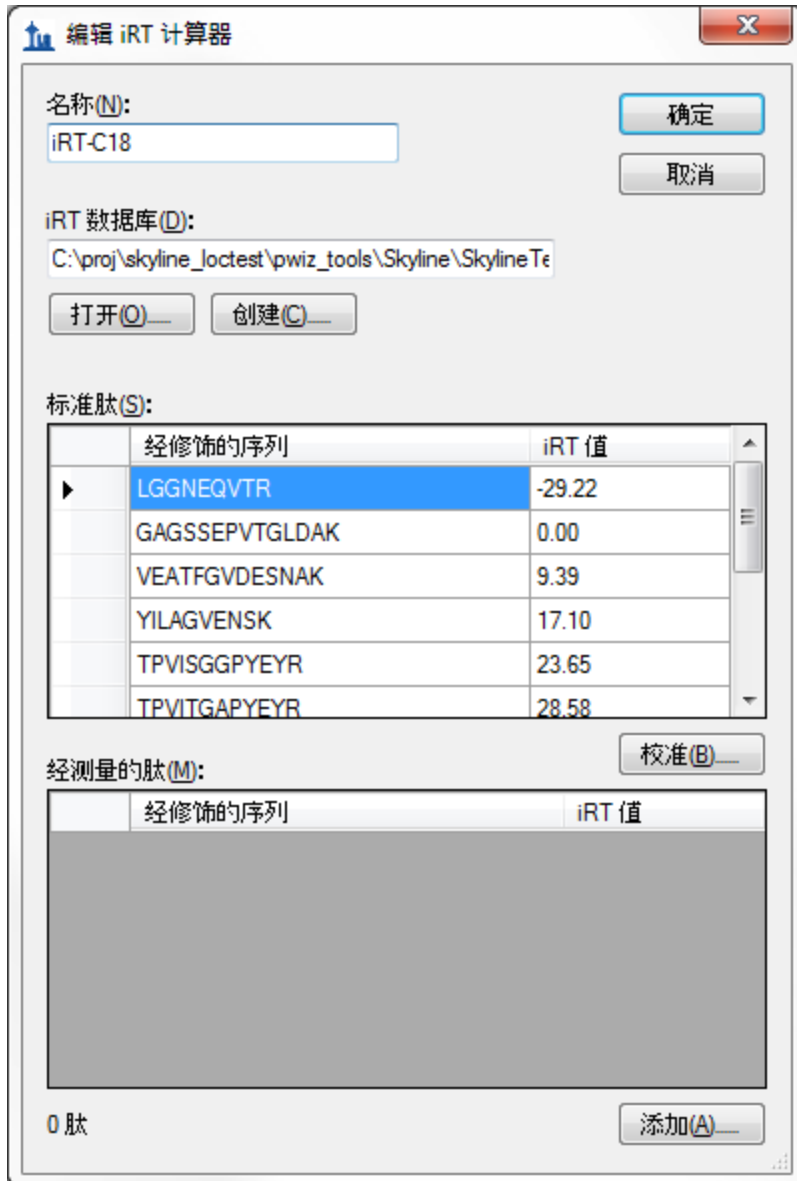 编辑 iRT 计算器
名称(N):
iRT-C18
确定
取消
iRT 数据库(D):
C:\proj\skyline_loctest\pwiz_tools\Skyline\SkylineTe
打开(O)......
创建(C)......
标准肽(S):
经修饰的序列 iRT 值
LGGNEQVTR -29.22
GAGSSEPVTGLDAK 0.00
VEATFGVDESNAK 9.39
YILAGVENSK 17.10
TPVISGGPYEYR 23.65
TPVITGAPYEYR 28.58
校准(B)......
经测量的肽(M):
经修饰的序列 iRT 值
0 肽
添加(A)......